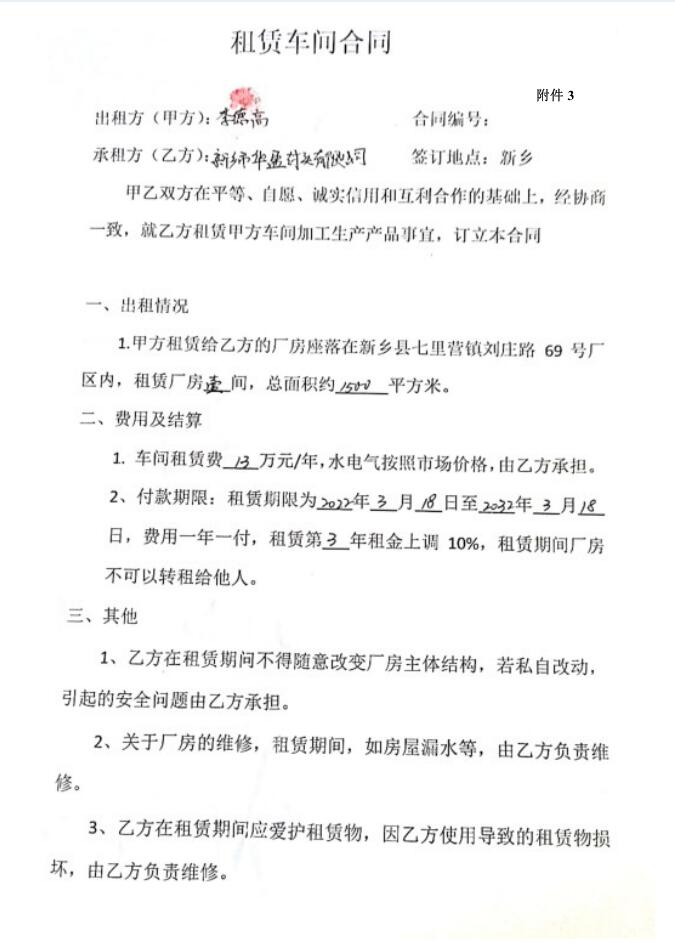 租赁车间合同
附件 3
出租方（甲方）：李德高 合同编号：
承租方（乙方）：新乡市华盈 有限公司 签订地点：新乡
甲乙双方在平等、自愿、诚实信用和互利合作的基础上，经协商
一致，就乙方租赁甲方车间加工生产产品事宜，订立本合同
一、出租情况
1.甲方租赁给乙方的厂房座落在新乡县七里营镇刘庄路 69 号厂
区内，租赁厂房壹间，总面积约1500平方米。
二、费用及结算
1. 车间租赁费 13 万元/年，水电气按照市场价格，由乙方承担。
2、付款期限：租赁期限为2022年 3 月 18 日至 2032年 3 月 18
日，费用一年一付，租赁第 3 年租金上调 10%，租赁期间厂房
不可以转租给他人。
三、其他
1、乙方在租赁期间不得随意改变厂房主体结构，若私自改动，
引起的安全问题由乙方承担。
2、关于厂房的维修，租赁期间，如房屋漏水等，由乙方负责维
修。
3、乙方在租赁期间应爱护租赁物，因乙方使用导致的租赁物损
坏，由乙方负责维修。